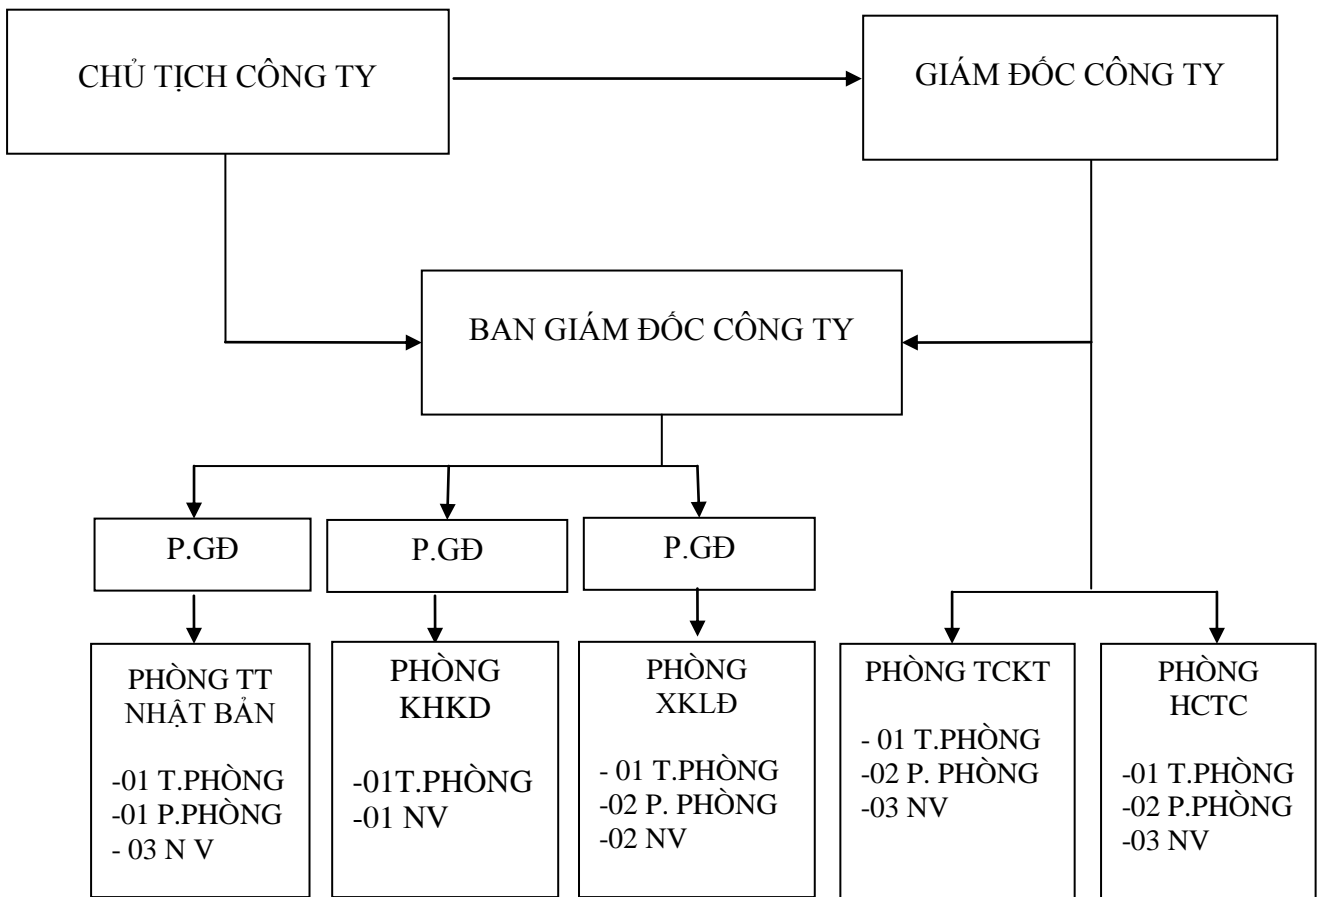 CHỦ TỊCH CÔNG TY
GIÁM ĐỐC CÔNG TY
BAN GIÁM ĐỐC CÔNG TY
P.GĐ
P.GĐ
P.GĐ
PHÒNG TT
NHẬT BẢN
-01 T.PHÒNG
-01 P.PHÒNG
- 03 N V
PHÒNG
KHKD
-01T.PHÒNG
-01 NV
PHÒNG
XKLĐ
- 01 T.PHÒNG
-02 P. PHÒNG
-02 NV
PHÒNG TCKT
- 01 T.PHÒNG
-02 P. PHÒNG
-03 NV
PHÒNG
HCTC
-01 T.PHÒNG
-02 P.PHÒNG
-03 NV